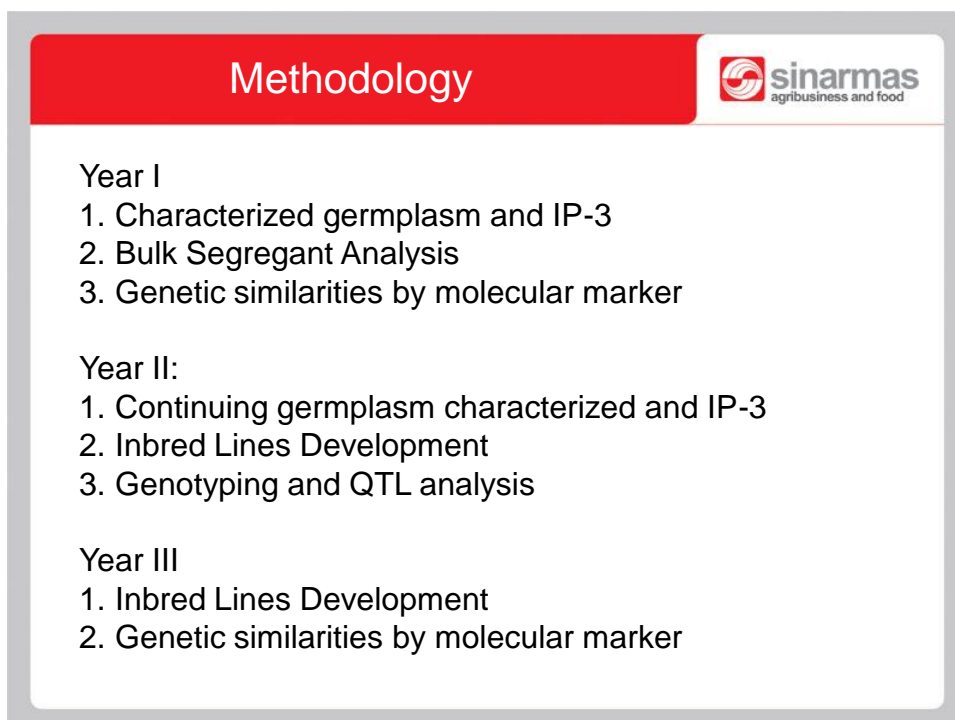 Methodology
sinarmas
agribusiness and food
Year I
1. Characterized germplasm and IP-3
2. Bulk Segregant Analysis
3. Genetic similarities by molecular marker
Year II:
1. Continuing germplasm characterized and IP-3
2. Inbred Lines Development
3. Genotyping and QTL analysis
Year III
1. Inbred Lines Development
2. Genetic similarities by molecular marker